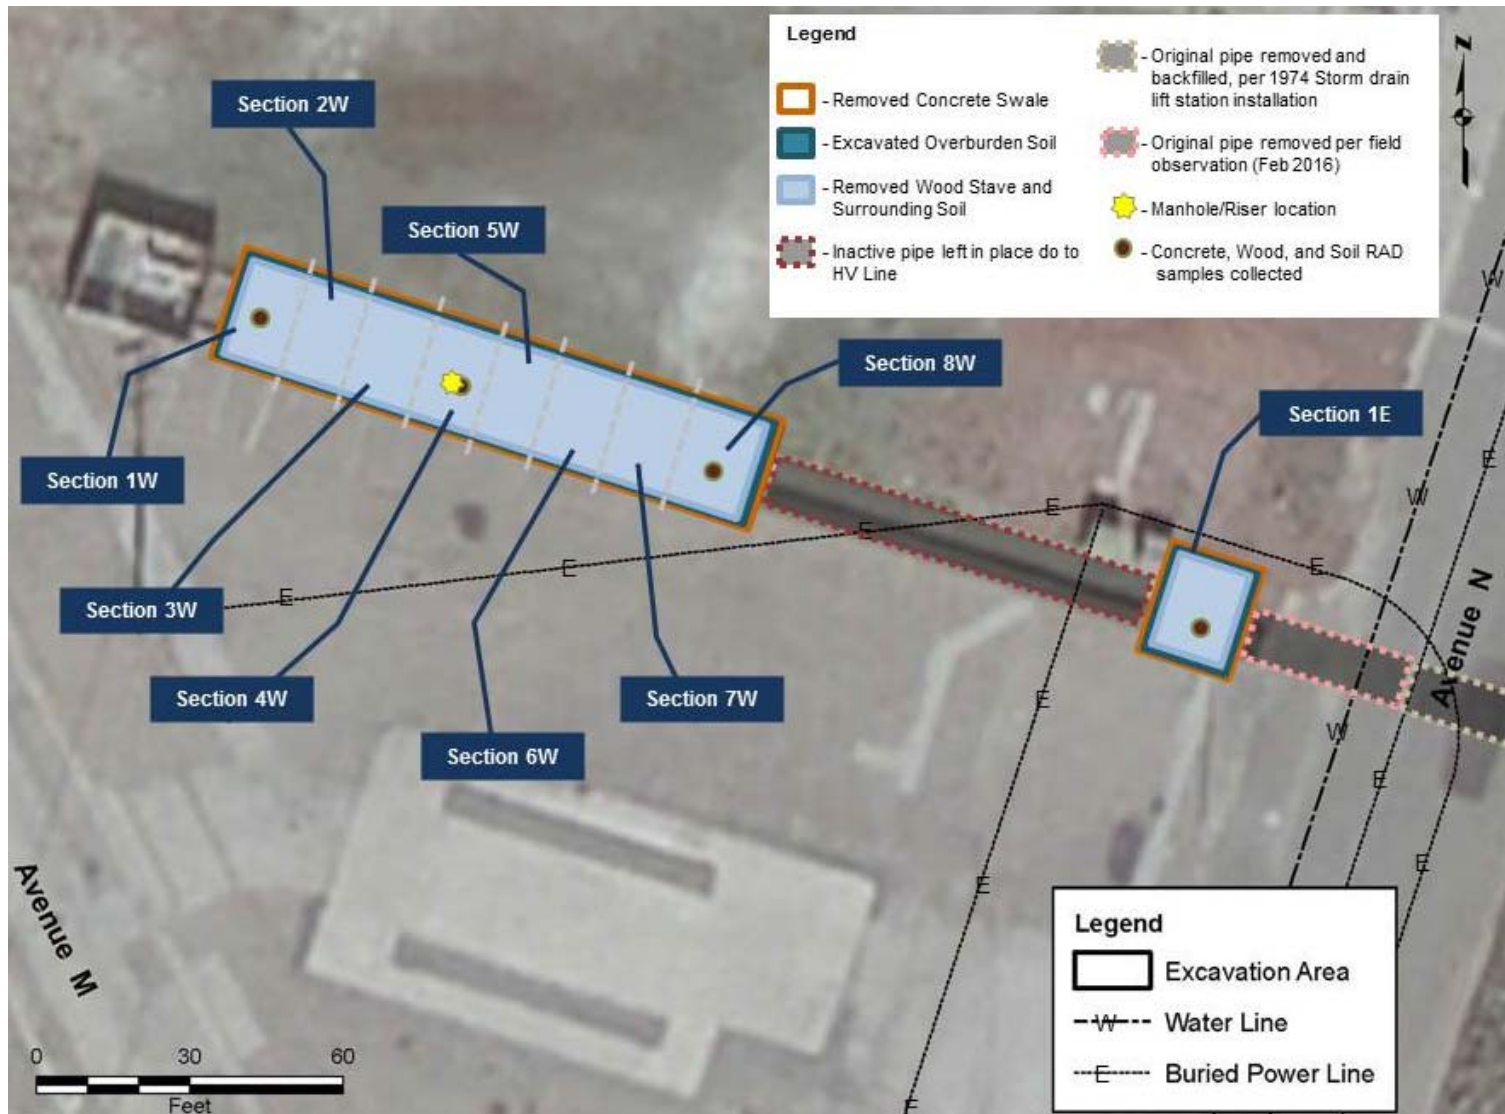 Legend
- Removed Concrete Swale
- Excavated Overburden Soil
- Removed Wood Stave and
Surrounding Soil
- Inactive pipe left in place do to
HV Line
- Original pipe removed and
backfilled, per 1974 Storm drain
lift station installation
- Original pipe removed per field
observation (Feb 2016)
- Manhole/Riser location
- Concrete, Wood, and Soil RAD
samples collected
Z
Section 2W
Section 5W
Section 8W
Section 1E
Section 1W
Section 3W
Section 4W
Section 7W
Section 6W
W
E
W
E
E
E
E
E
E
W
E
E
E
E
Avenue N
Avenue M
0 30 60
Feet
Legend
Excavation Area
W Water Line
E Buried Power Line